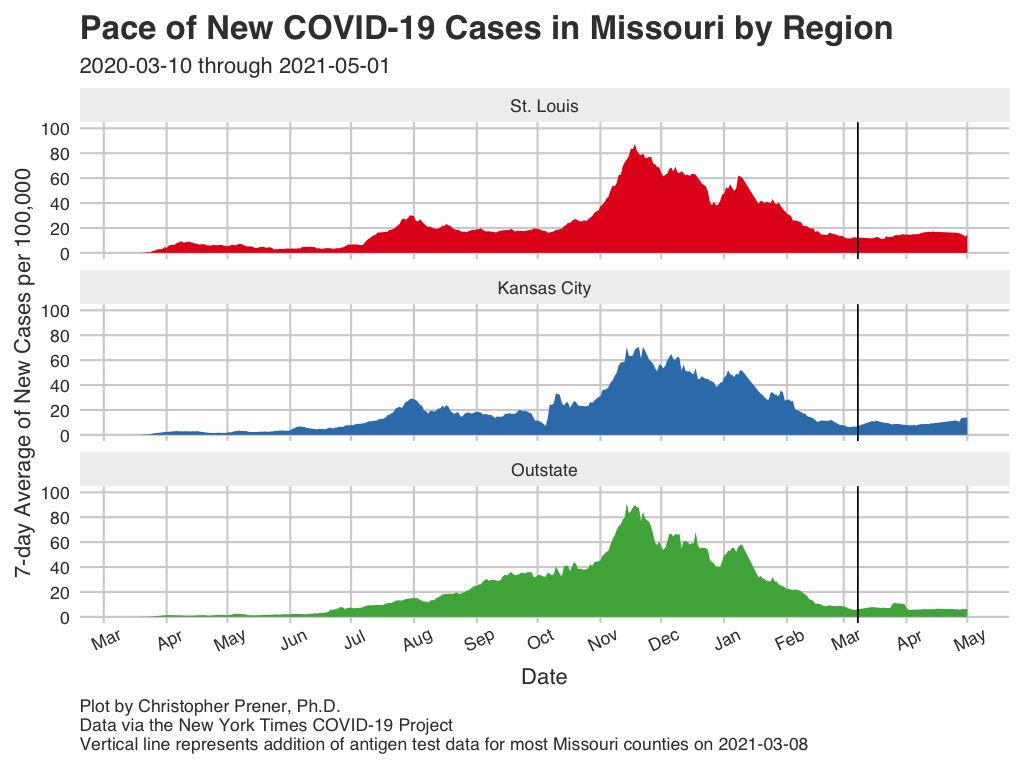 Pace of New COVID-19 Cases in Missouri by Region
2020-03-10 through 2021-05-01
7-day Average of New Cases per 100,000
St. Louis
100
80
60
40
20
0
Kansas City
100
80
60
40
20
0
Outstate
100
80
60
40
20
0
Mar Apr May Jun Jul Aug Sep Oct Nov Dec Jan Feb Mar Apr May
Date
Plot by Christopher Prener, Ph.D.
Data via the New York Times COVID-19 Project
Vertical line represents addition of antigen test data for most Missouri counties on 2021-03-08